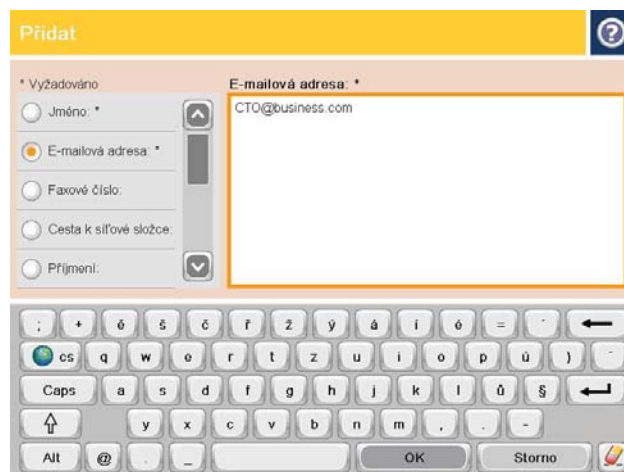 Přidat
?
* Vyžadováno
E-mailová adresa: *
Jméno: *
CTO@business.com
E-mailová adresa: *
Faxové číslo:
Cesta k síťové složce:
Příjmení:
; + ě š č ř ž ý á í é = ´
cs q w e r t z u i o p ú )
Caps a s d f g h j k l ů §
y x c v b n m , . -
Alt @ . _ OK Storno